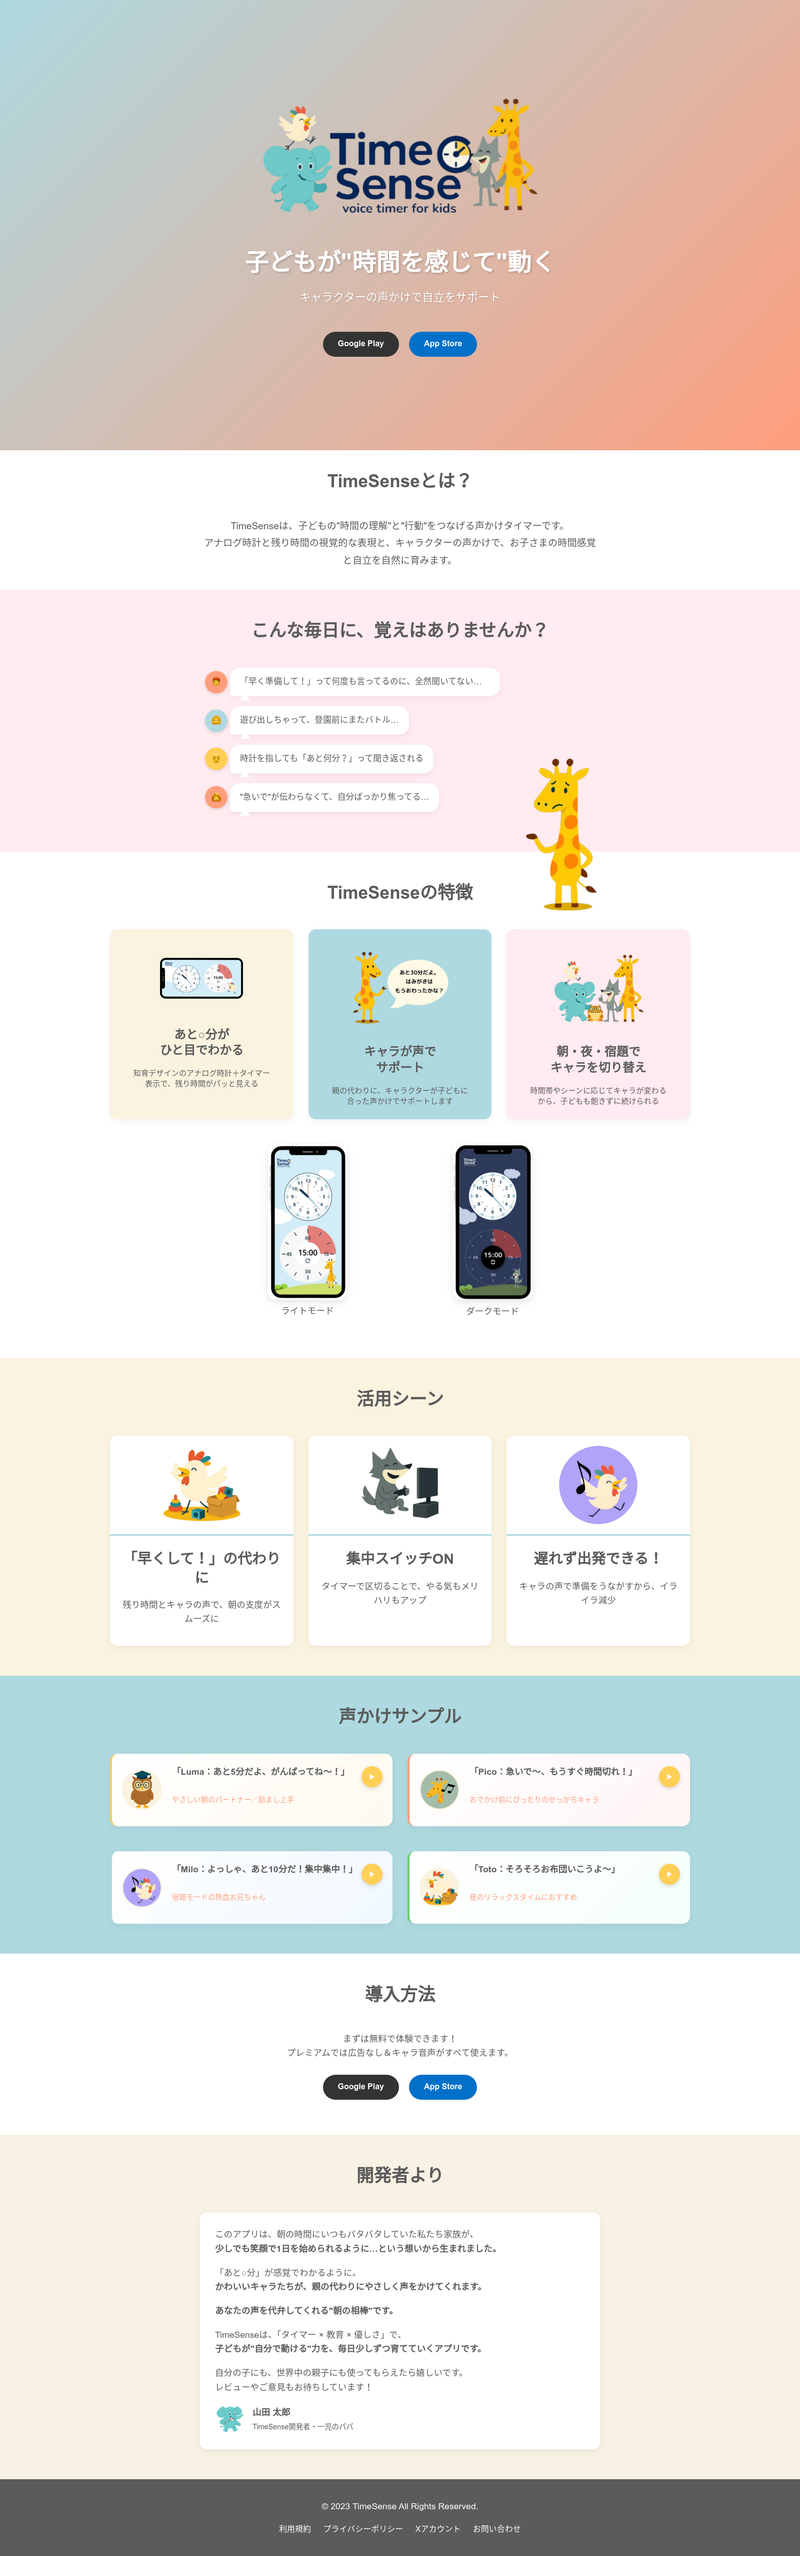 Time
Sense
voice timer for kids
子どもが"時間を感じて"動く
キャラクターの声かけで自立をサポート
Google Play
App Store
TimeSenseとは？
TimeSenseは、子どもの"時間の理解"と"行動"をつなげる声かけタイマーです。
アナログ時計と残り時間の視覚的な表現と、キャラクターの声かけで、お子さまの時間感覚
と自立を自然に育みます。
こんな毎日に、覚えはありませんか？
「早く準備して！」って何度も言ってるのに、全然聞いてない…
遊び出しちゃって、登園前にまたバトル…
時計を指しても「あと何分？」って聞き返される
"急いで"が伝わらなくて、自分ばっかり焦ってる…
TimeSenseの特徴
あと○分が
ひと目でわかる
知育デザインのアナログ時計＋タイマー
表示で、残り時間がパッと見える
あと30分だよ。
はみがきは
もうおわったかな？
キャラが声で
サポート
親の代わりに、キャラクターが子どもに
合った声かけでサポートします
朝・夜・宿題で
キャラを切り替え
時間帯やシーンに応じてキャラが変わる
から、子どもも飽きずに続けられる
Time
Sense
11 12 1
10 2
9 3
8 4
7 6 5
60
45 15:00 15
30
ライトモード
Time
Sense
11 12 1
10 2
9 3
8 4
7 6 5
60
45 15:00 15
30
ダークモード
活用シーン
「早くして！」の代わり
に
残り時間とキャラの声で、朝の支度がス
ムーズに
集中スイッチON
タイマーで区切ることで、やる気もメリ
ハリもアップ
遅れず出発できる！
キャラの声で準備をうながすから、イラ
イラ減少
声かけサンプル
「Luma：あと5分だよ、がんばってね〜！」
やさしい朝のパートナー／励まし上手
「Pico：急いで〜、もうすぐ時間切れ！」
おでかけ前にぴったりのせっかちキャラ
「Milo：よっしゃ、あと10分だ！集中集中！」
宿題モードの熱血お兄ちゃん
「Toto：そろそろお布団いこうよ〜」
夜のリラックスタイムにおすすめ
導入方法
まずは無料で体験できます！
プレミアムでは広告なし＆キャラ音声がすべて使えます。
Google Play
App Store
開発者より
このアプリは、朝の時間にいつもバタバタしていた私たち家族が、
少しでも笑顔で1日を始められるように…という想いから生まれました。
「あと○分」が感覚でわかるように。
かわいいキャラたちが、親の代わりにやさしく声をかけてくれます。
あなたの声を代弁してくれる"朝の相棒"です。
TimeSenseは、「タイマー × 教育 × 優しさ」で、
子どもが"自分で動ける"力を、毎日少しずつ育てていくアプリです。
自分の子にも、世界中の親子にも使ってもらえたら嬉しいです。
レビューやご意見もお待ちしています！
山田 太郎
TimeSense開発者・一児のパパ
© 2023 TimeSense All Rights Reserved.
利用規約 プライバシーポリシー Xアカウント お問い合わせ